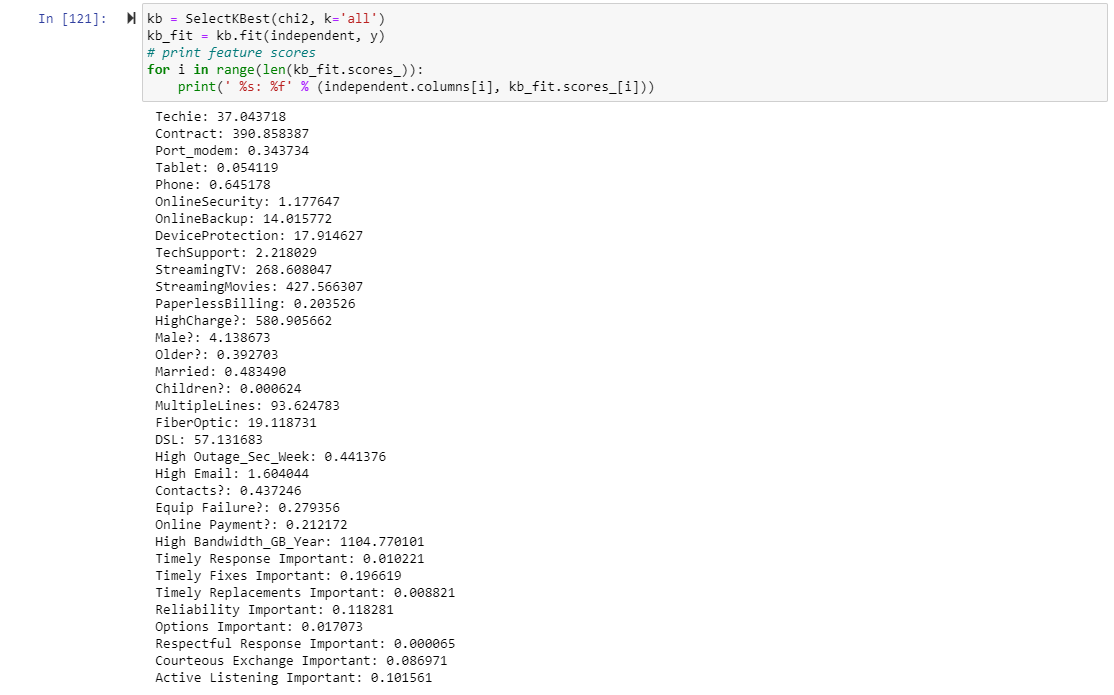 In [121]:
kb = SelectKBest(chi2, k='all')
kb_fit = kb.fit(independent, y)
# print feature scores
for i in range(len(kb_fit.scores_)):
    print(' %s: %f' % (independent.columns[i], kb_fit.scores_[i]))
Techie: 37.043718
Contract: 390.858387
Port_modem: 0.343734
Tablet: 0.054119
Phone: 0.645178
OnlineSecurity: 1.177647
OnlineBackup: 14.015772
DeviceProtection: 17.914627
TechSupport: 2.218029
StreamingTV: 268.608047
StreamingMovies: 427.566307
PaperlessBilling: 0.203526
HighCharge?: 580.905662
Male?: 4.138673
Older?: 0.392703
Married: 0.483490
Children?: 0.000624
MultipleLines: 93.624783
FiberOptic: 19.118731
DSL: 57.131683
High Outage_Sec_Week: 0.441376
High Email: 1.604044
Contacts?: 0.437246
Equip Failure?: 0.279356
Online Payment?: 0.212172
High Bandwidth_GB_Year: 1104.770101
Timely Response Important: 0.010221
Timely Fixes Important: 0.196619
Timely Replacements Important: 0.008821
Reliability Important: 0.118281
Options Important: 0.017073
Respectful Response Important: 0.000065
Courteous Exchange Important: 0.086971
Active Listening Important: 0.101561